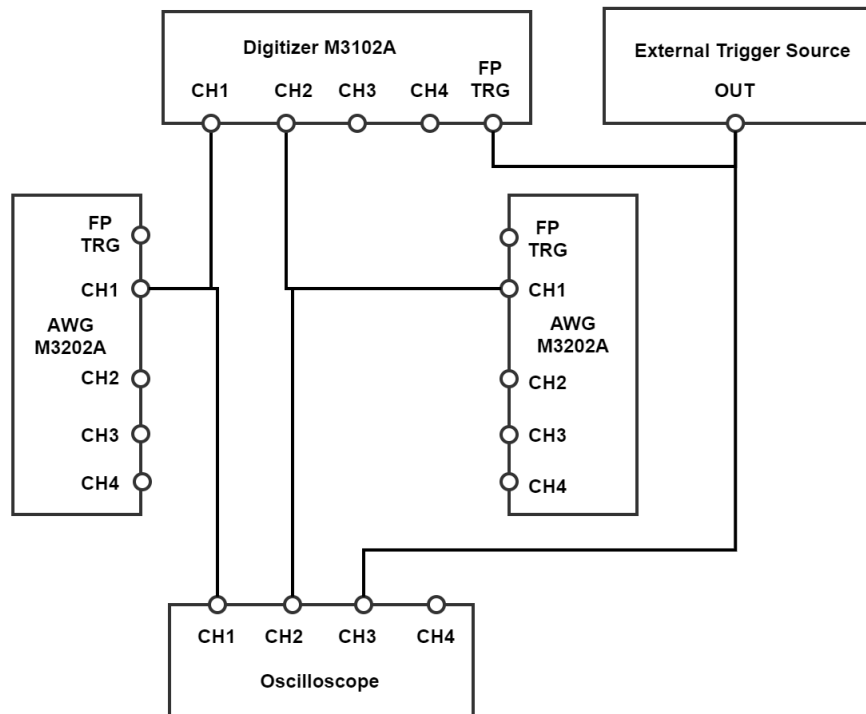 Digitizer M3102A
CH1
CH2
CH3
CH4
FP
TRG
External Trigger Source
OUT
FP
TRG
CH1
AWG
M3202A
CH2
CH3
CH4
FP
TRG
CH1
AWG
M3202A
CH2
CH3
CH4
CH1
CH2
CH3
CH4
Oscilloscope